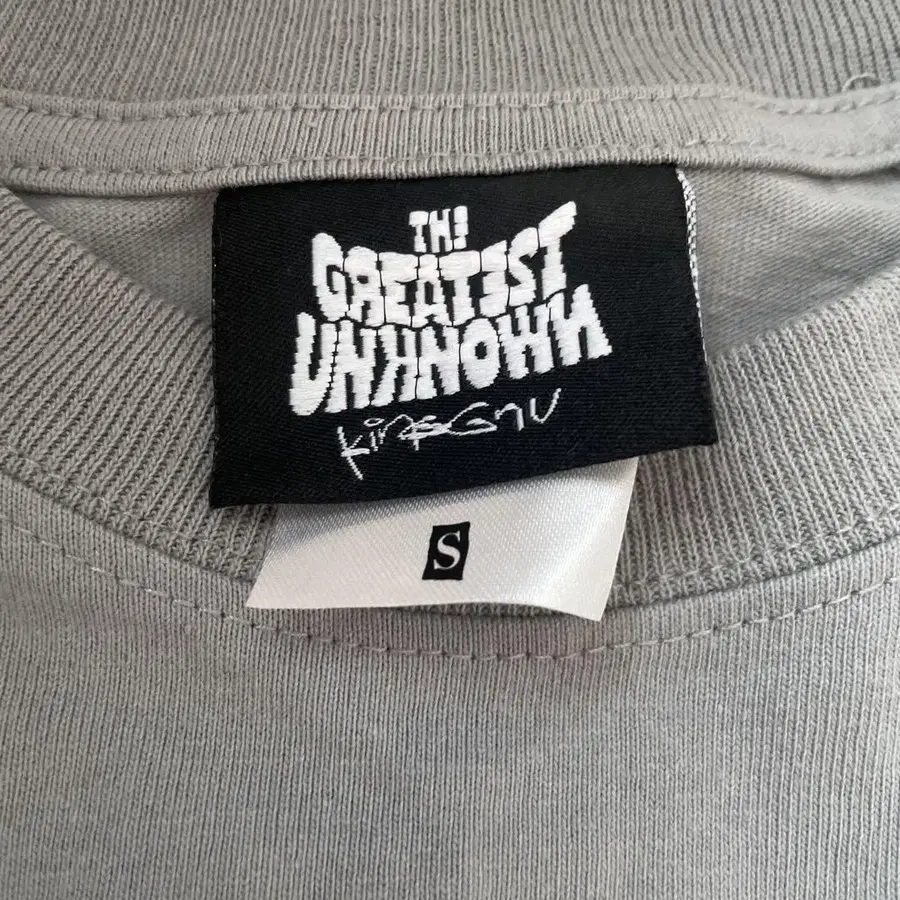 THE
GREATEST
UNKNOWN
King Gnu
S